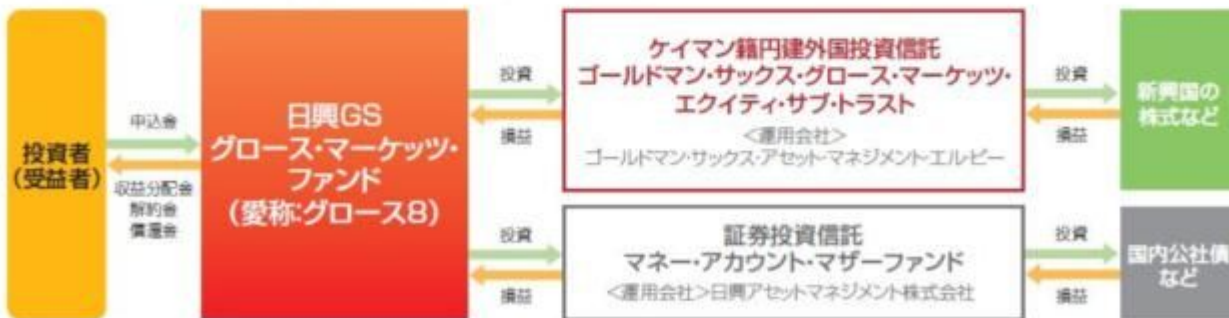 投資者
(受益者)
申込金
収益分配金
解約金
償還金
日興GS
グロース・マーケッツ・
ファンド
(愛称:グロース8)
投資
損益
ケイマン籍円建外国投資信託
ゴールドマン・サックス・グロース・マーケッツ・
エクイティ・サブ・トラスト
<運用会社>
ゴールドマン・サックス・アセット・マネジメント・エルピー
投資
損益
新興国の
株式など
投資
損益
証券投資信託
マネー・アカウント・マザーファンド
<運用会社>日興アセットマネジメント株式会社
投資
損益
国内公社債
など